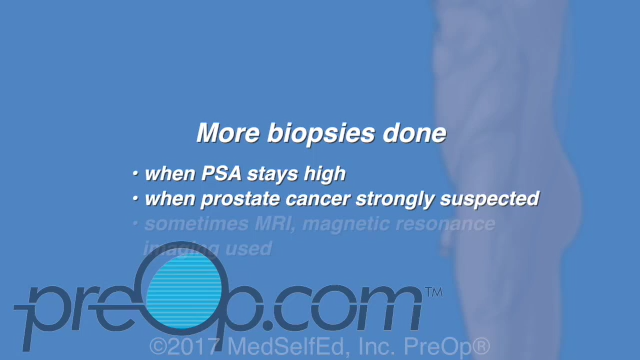 More biopsies done
• when PSA stays high
• when prostate cancer strongly suspected
• sometimes MRI, magnetic resonance
imaging used
preOp.com™
©2017 MedSelfEd, Inc. PreOp®